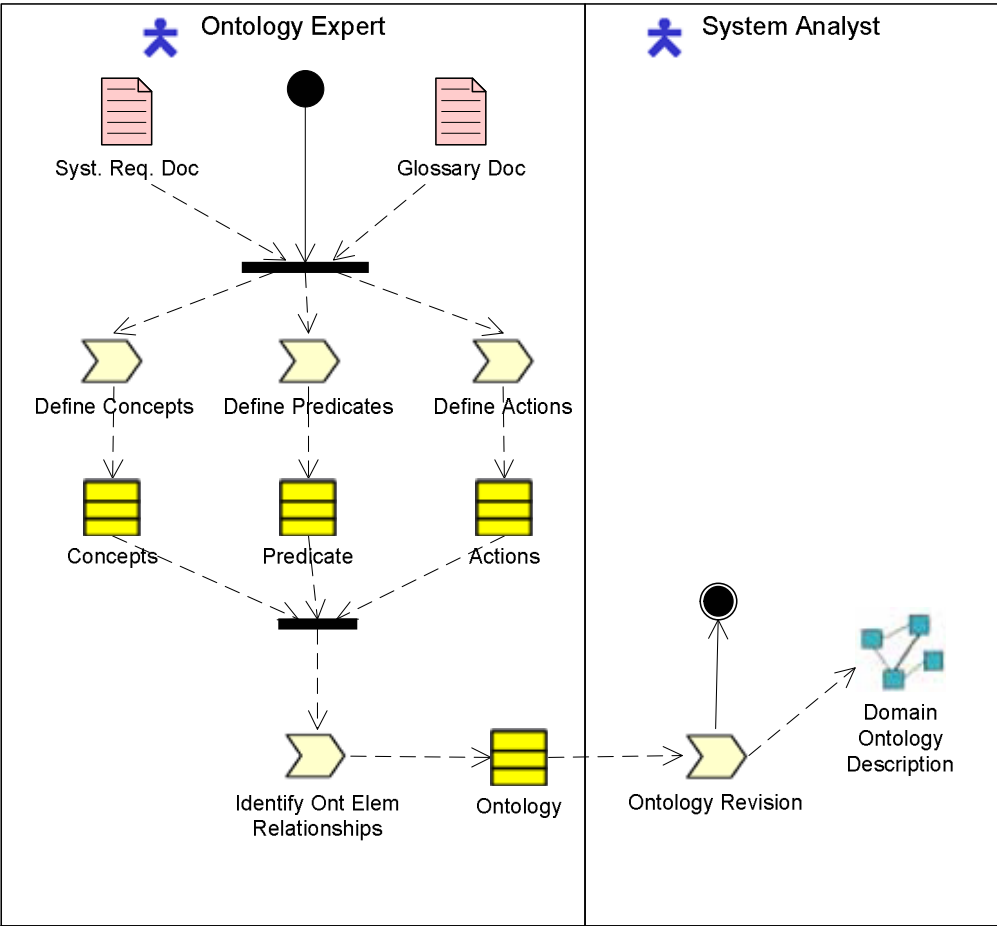 Ontology Expert
System Analyst
Syst. Req. Doc
Glossary Doc
Define Concepts
Define Predicates
Define Actions
Concepts
Predicate
Actions
Identify Ont Elem
Relationships
Ontology
Ontology Revision
Domain
Ontology
Description